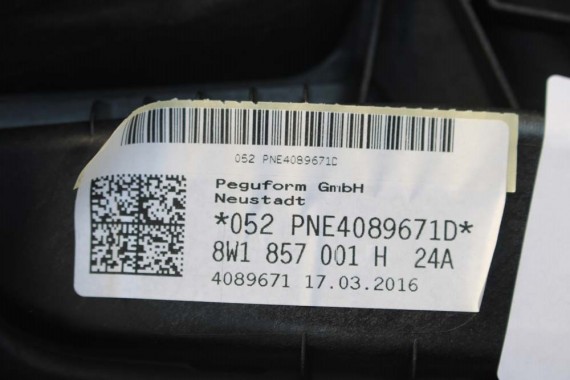 052 PNE4089671D
Peguform GmbH
Neustadt
*052 PNE4089671D*
8W1 857 001 H 24A
4089671 17.03.2016